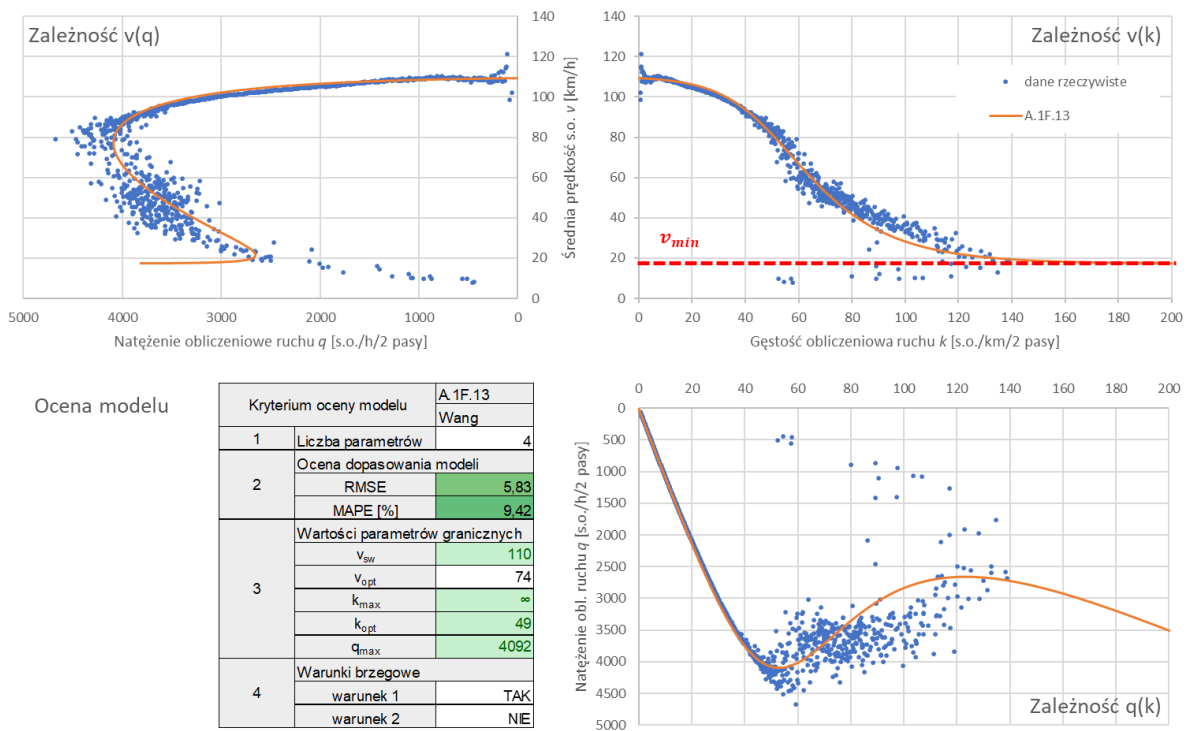 Zależność v(q)
140
120
100
80
60
40
20
0
Średnia prędkość s.o. v [km/h]
5000 4000 3000 2000 1000 0
Natężenie obliczeniowe ruchu q [s.o./h/2 pasy]
Zależność v(k)
dane rzeczywiste
A.1F.13
140
120
100
80
60
40
20
0
v_min
0 20 40 60 80 100 120 140 160 180 200
Gęstość obliczeniowa ruchu k [s.o./km/2 pasy]
Ocena modelu
Kryterium oceny modelu A.1F.13
Wang
1 Liczba parametrów 4
2 Ocena dopasowania modeli
RMSE 5,83
MAPE [%] 9,42
3 Wartości parametrów granicznych
v_sw 110
v_opt 74
k_max ∞
k_opt 49
q_max 4092
4 Warunki brzegowe
warunek 1 TAK
warunek 2 NIE
0 20 40 60 80 100 120 140 160 180 200
0
500
1000
1500
2000
2500
3000
3500
4000
4500
5000
Natężenie obl. ruchu q [s.o./h/2 pasy]
Zależność q(k)